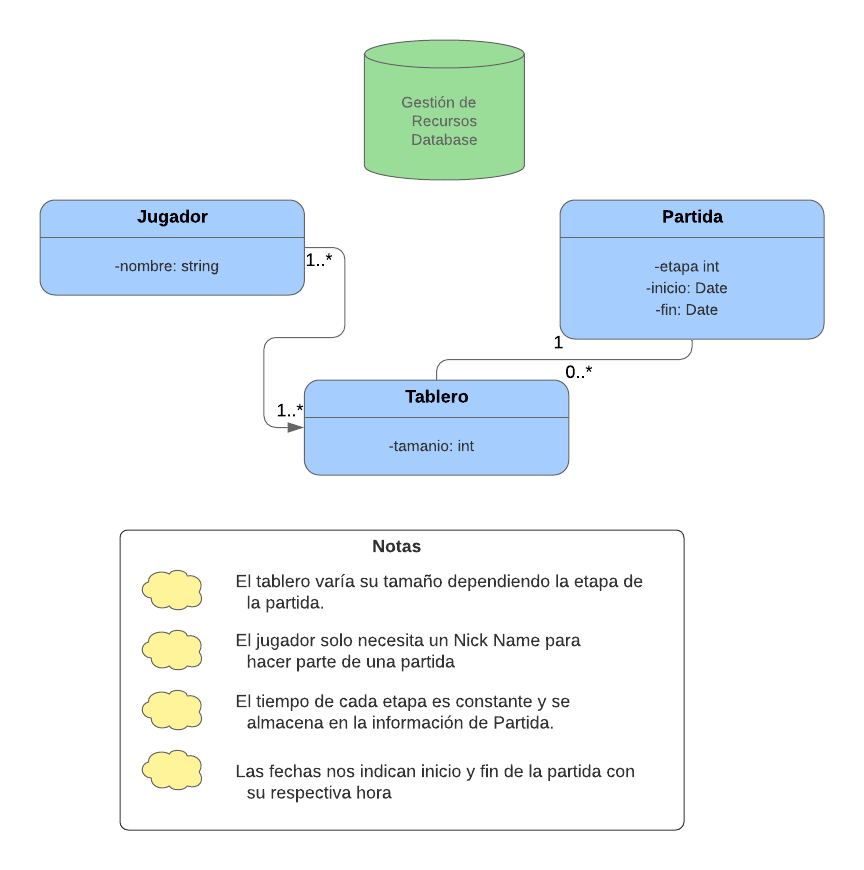 Gestión de
Recursos
Database
Jugador
-nombre: string
1..*
Partida
-etapa int
-inicio: Date
-fin: Date
1
0..*
1..*
Tablero
-tamanio: int
Notas
El tablero varía su tamaño dependiendo la etapa de
la partida.
El jugador solo necesita un Nick Name para
hacer parte de una partida
El tiempo de cada etapa es constante y se
almacena en la información de Partida.
Las fechas nos indican inicio y fin de la partida con
su respectiva hora